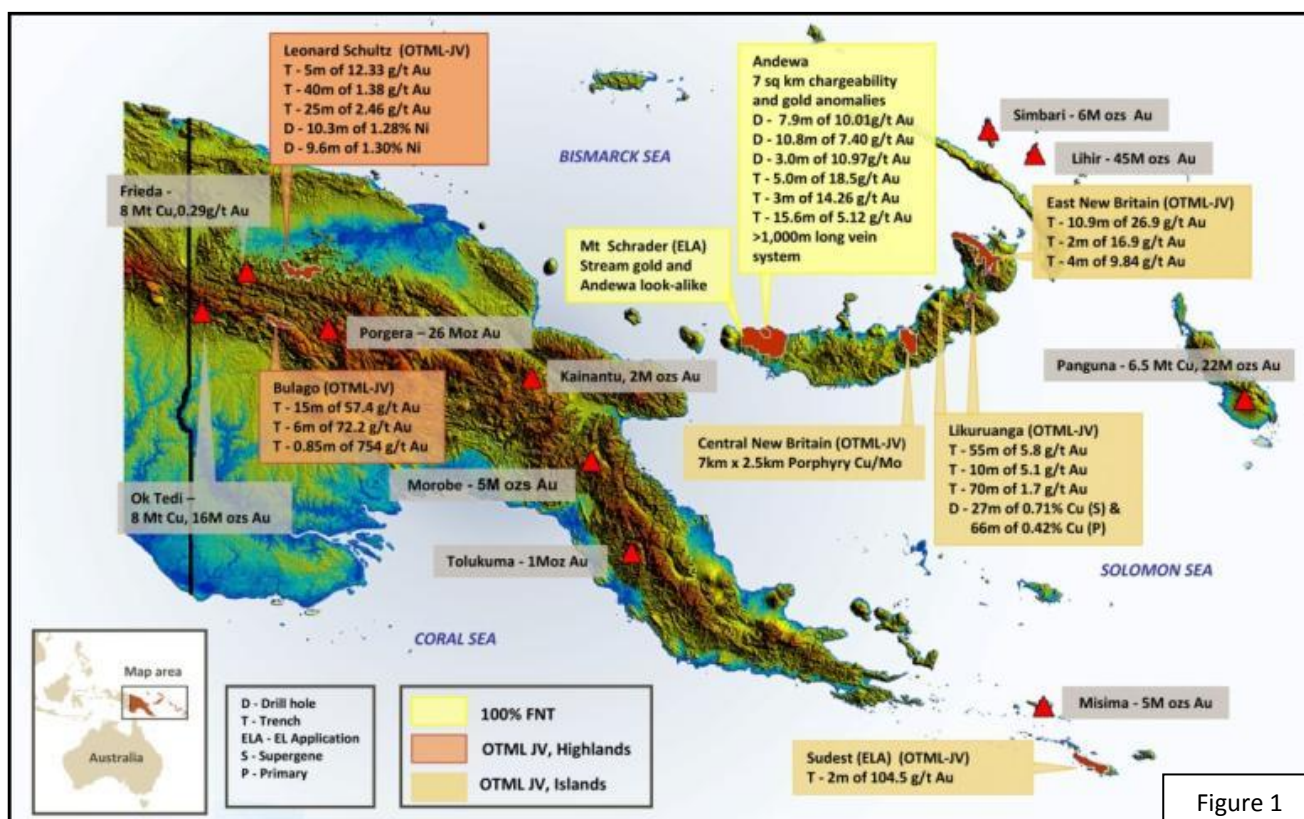 Leonard Schultz (OTML-JV)
T - 5m of 12.33 g/t Au
T - 40m of 1.38 g/t Au
T - 25m of 2.46 g/t Au
D - 10.3m of 1.28% Ni
D - 9.6m of 1.30% Ni
Andewa
7 sq km chargeability
and gold anomalies
D - 7.9m of 10.01g/t Au
D - 10.8m of 7.40 g/t Au
D - 3.0m of 10.97g/t Au
T - 5.0m of 18.5g/t Au
T - 3m of 14.26 g/t Au
T - 15.6m of 5.12 g/t Au
>1,000m long vein
system
BISMARCK SEA
Simbari - 6M ozs Au
Lihir - 45M ozs Au
Frieda -
8 Mt Cu,0.29g/t Au
East New Britain (OTML-JV)
T - 10.9m of 26.9 g/t Au
T - 2m of 16.9 g/t Au
T - 4m of 9.84 g/t Au
Mt Schrader (ELA)
Stream gold and
Andewa look-alike
Porgera – 26 Moz Au
Kainantu, 2M ozs Au
Panguna - 6.5 Mt Cu, 22M ozs Au
Bulago (OTML-JV)
T - 15m of 57.4 g/t Au
T - 6m of 72.2 g/t Au
T - 0.85m of 754 g/t Au
Central New Britain (OTML-JV)
7km x 2.5km Porphyry Cu/Mo
Likuruanga (OTML-JV)
T - 55m of 5.8 g/t Au
T - 10m of 5.1 g/t Au
T - 70m of 1.7 g/t Au
D - 27m of 0.71% Cu (S) &
66m of 0.42% Cu (P)
Ok Tedi –
8 Mt Cu, 16M ozs Au
Morobe - 5M ozs Au
Tolukuma - 1Moz Au
SOLOMON SEA
CORAL SEA
Map area
Australia
D - Drill hole
T - Trench
ELA - EL Application
S - Supergene
P - Primary
100% FNT
OTML JV, Highlands
OTML JV, Islands
Misima - 5M ozs Au
Sudest (ELA) (OTML-JV)
T - 2m of 104.5 g/t Au
Figure 1